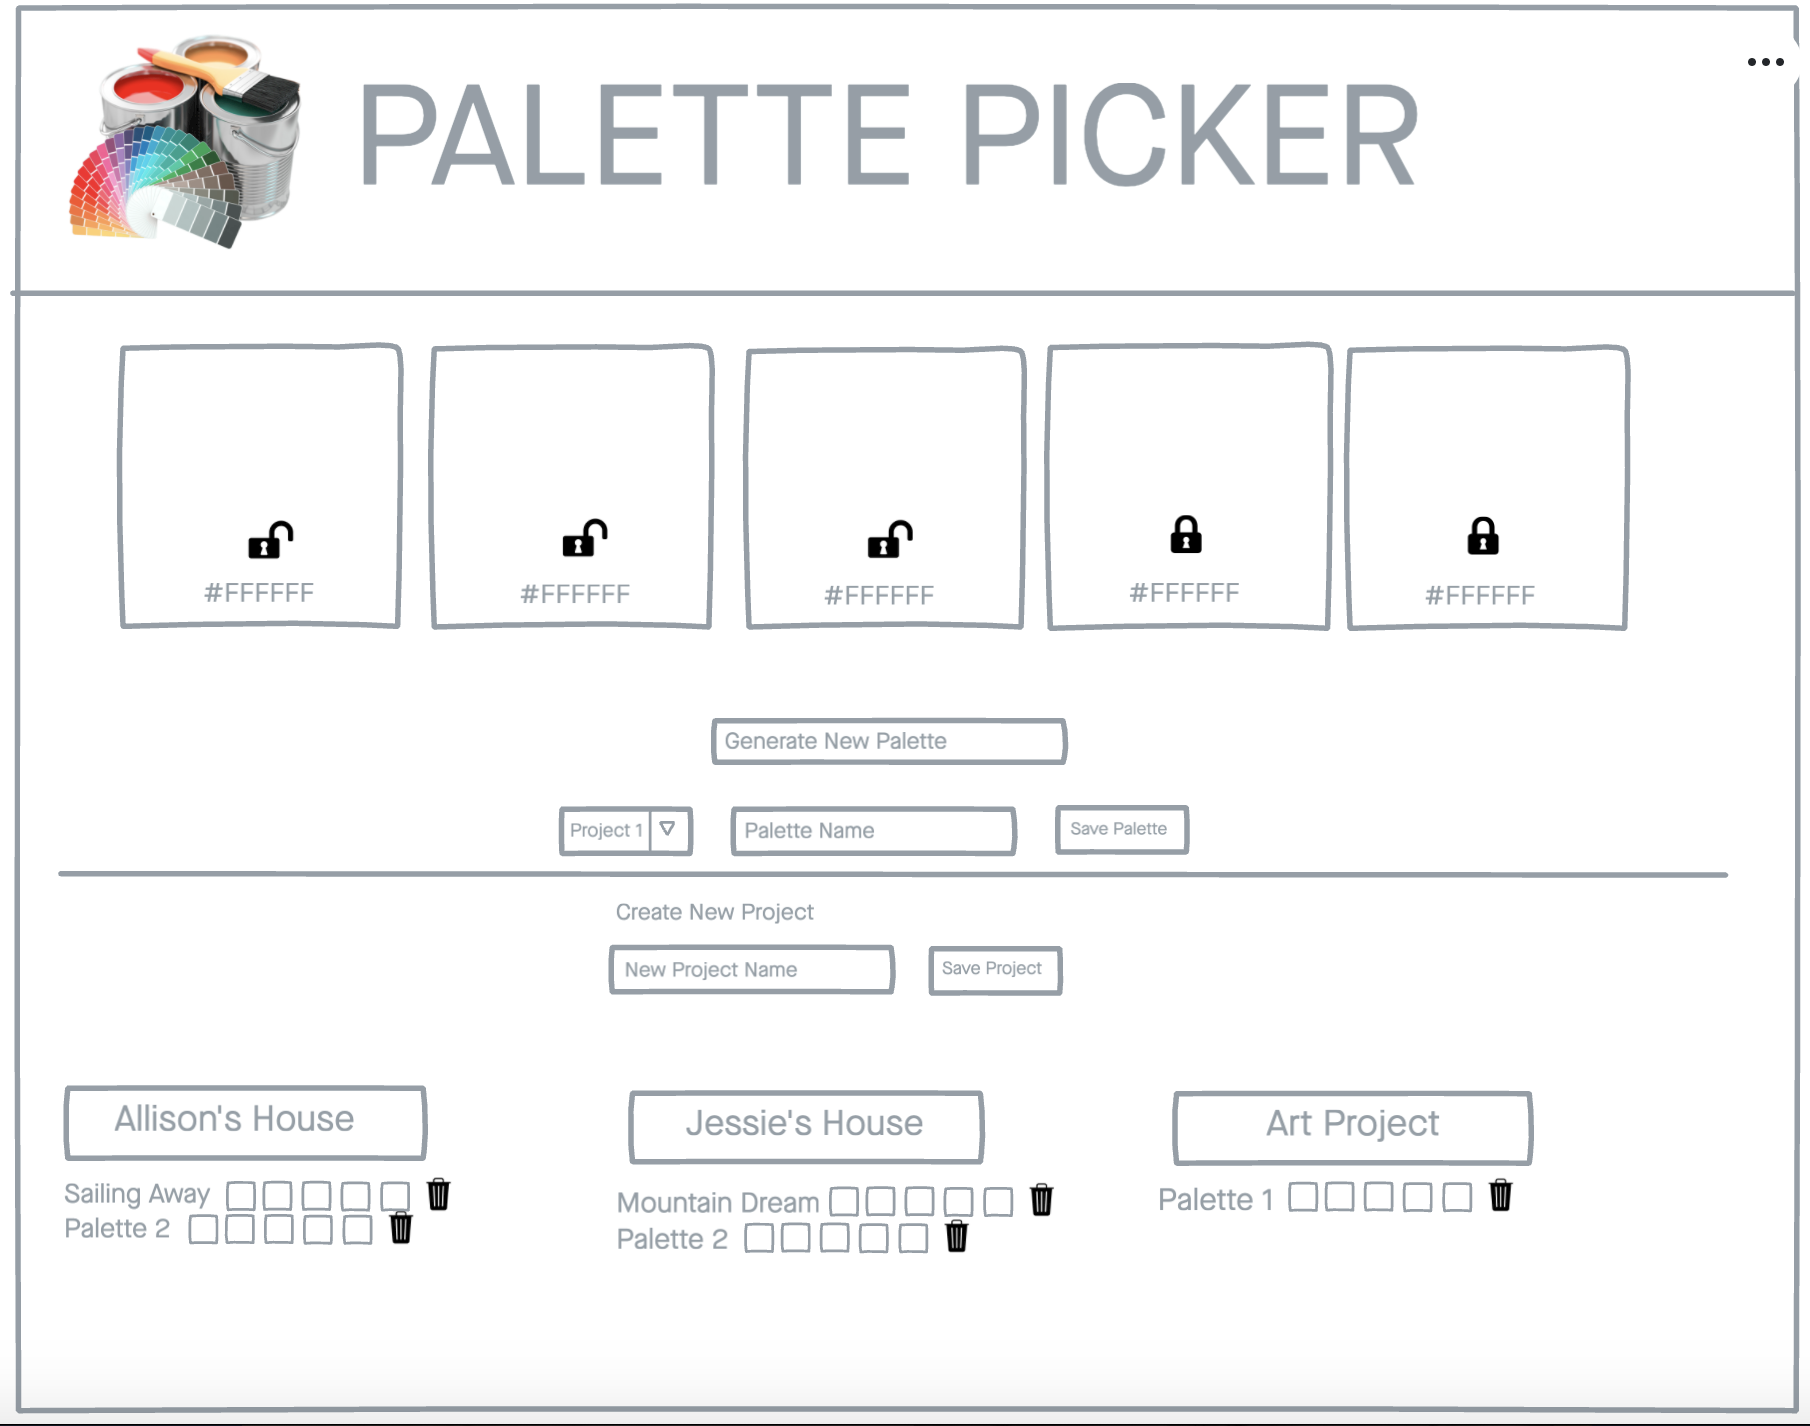 PALETTE PICKER
#FFFFFF #FFFFFF #FFFFFF #FFFFFF #FFFFFF
Generate New Palette
Project 1 Palette Name Save Palette
Create New Project
New Project Name Save Project
Allison's House
Sailing Away
Palette 2
Jessie's House
Mountain Dream
Palette 2
Art Project
Palette 1